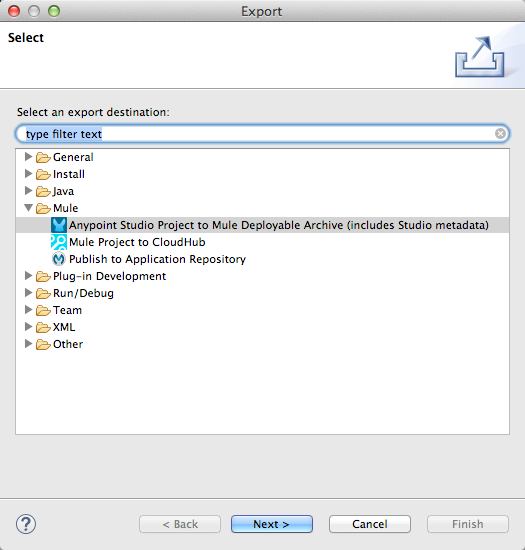 Export
Select
Select an export destination:
type filter text
General
Install
Java
Mule
Anypoint Studio Project to Mule Deployable Archive (includes Studio metadata)
Mule Project to CloudHub
Publish to Application Repository
Plug-in Development
Run/Debug
Team
XML
Other
? < Back Next > Cancel Finish